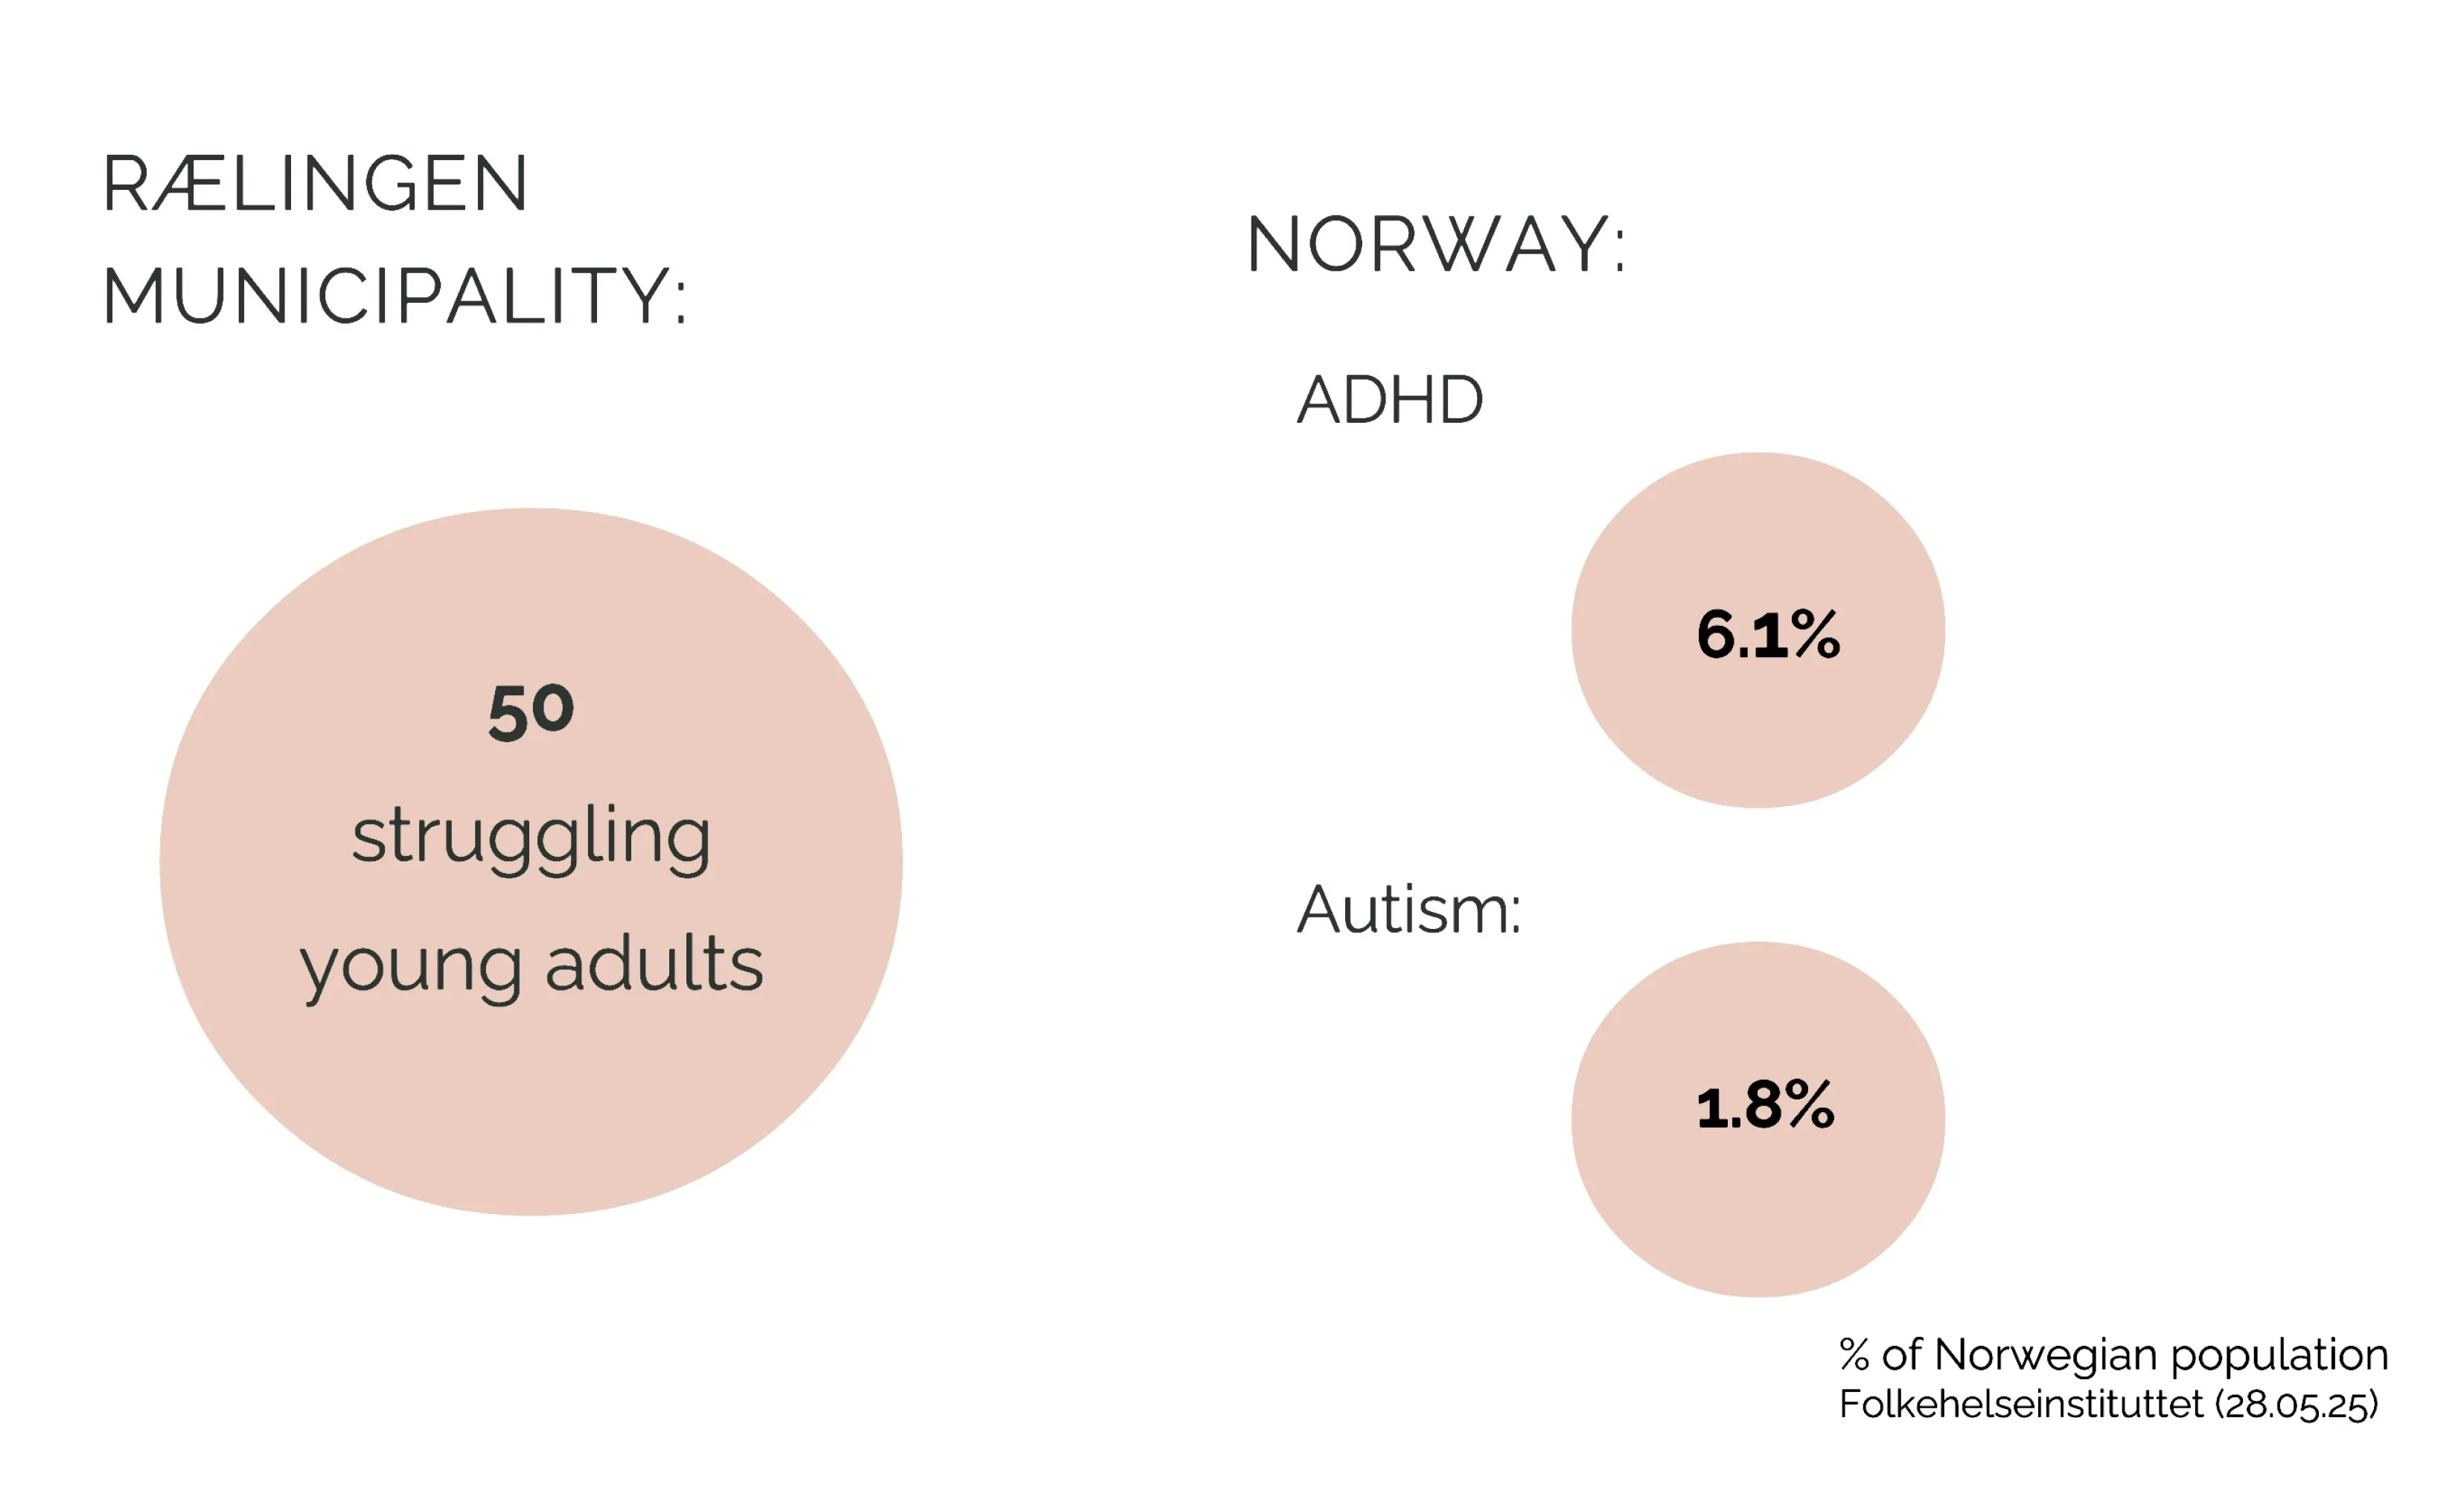 RÆLINGEN
MUNICIPALITY:
50
struggling
young adults
NORWAY:
ADHD
6.1%
Autism:
1.8%
% of Norwegian population
Folkehelseinstituttet (28.05.25)